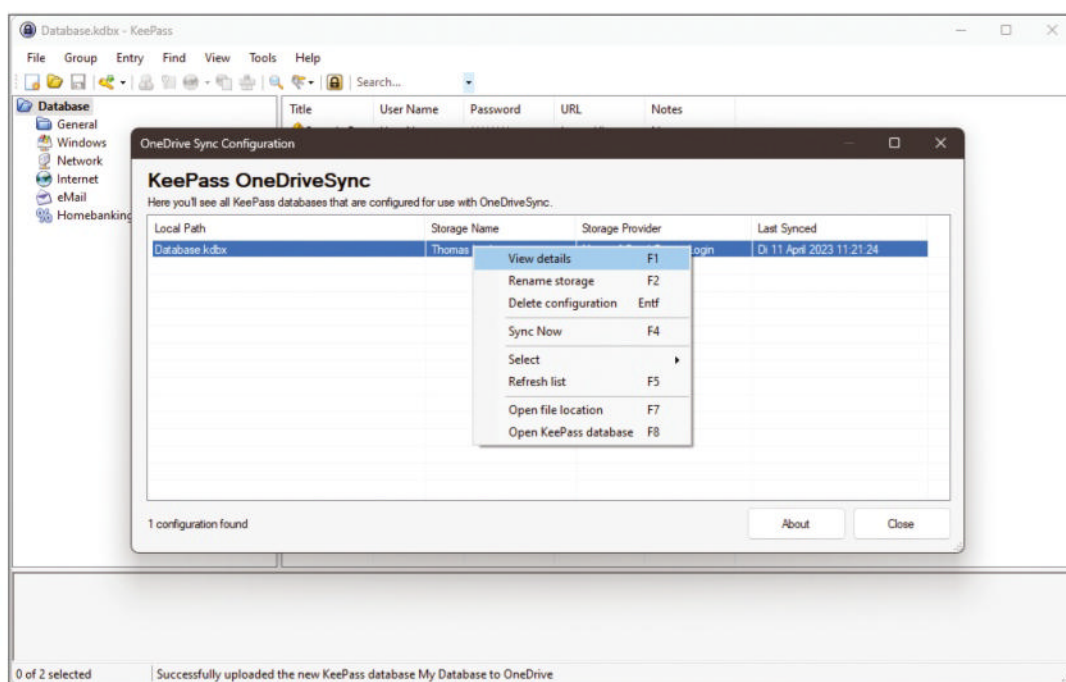 Database.kdbx - KeePass
File Group Entry Find View Tools Help
Search...
Database
General
Windows
Network
Internet
eMail
Homebanking
Title User Name Password URL Notes
OneDrive Sync Configuration
KeePass OneDriveSync
Here you'll see all KeePass databases that are configured for use with OneDriveSync.
Local Path Storage Name Storage Provider Last Synced
Database.kdbx Thomas Login Di 11 April 2023 11:21:24
View details F1
Rename storage F2
Delete configuration Entf
Sync Now F4
Select
Refresh list F5
Open file location F7
Open KeePass database F8
1 configuration found
About Close
0 of 2 selected Successfully uploaded the new KeePass database My Database to OneDrive